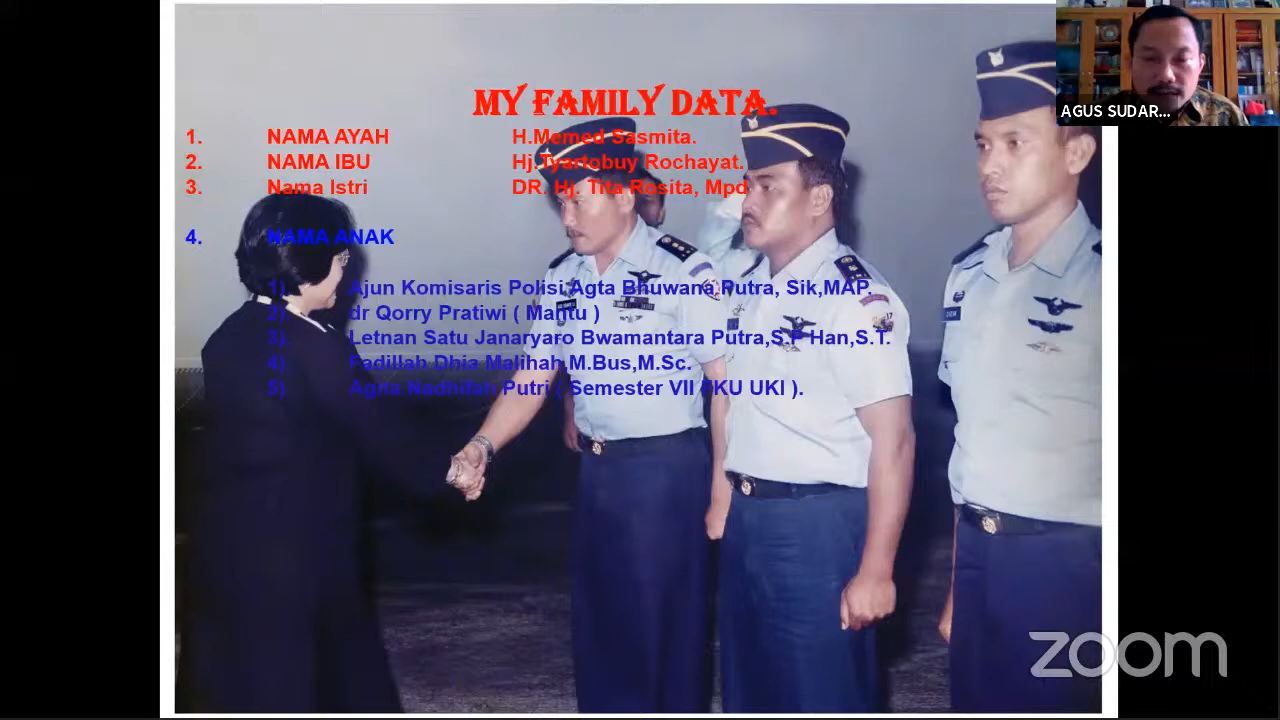 MY FAMILY DATA.
1. NAMA AYAH H.Memed Sasmita.
2. NAMA IBU Hj.Tyartobuy Rochayat.
3. Nama Istri DR. Hj. Tita Rosita, Mpd
4. NAMA ANAK
1). Ajun Komisaris Polisi Agta Bhuwana Putra, Sik,MAP.
2) dr Qorry Pratiwi ( Mantu )
3). Letnan Satu Janaryaro Bwamantara Putra,S.P Han,S.T.
4) Fadillah Dhia Malihah,M.Bus,M.Sc.
5) Agita Nadhifah Putri ( Semester VII FKU UKI ).
AGUS SUDAR...
zoom